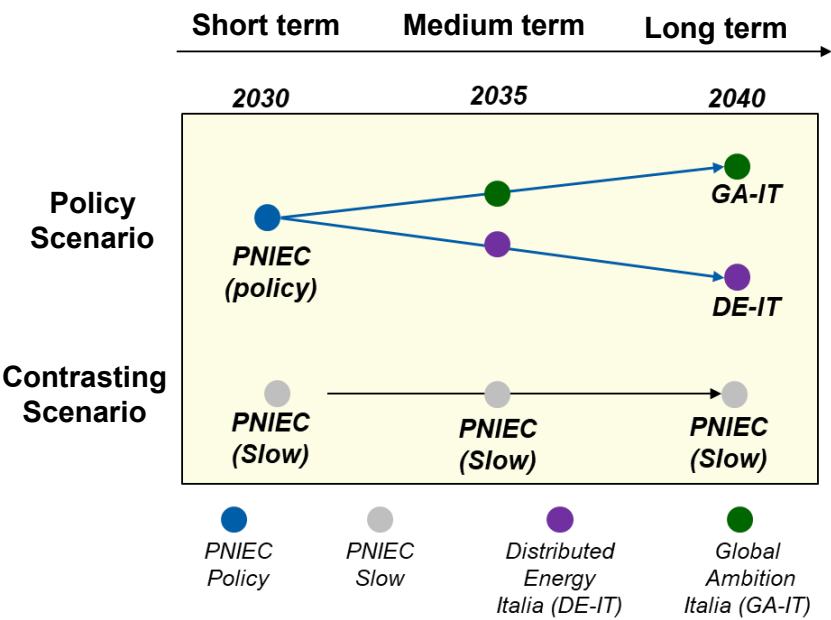 Short term
Medium term
Long term
2030
2035
2040
Policy
Scenario
PNIEC
(policy)
GA-IT
DE-IT
Contrasting
Scenario
PNIEC
(Slow)
PNIEC
(Slow)
PNIEC
(Slow)
PNIEC
Policy
PNIEC
Slow
Distributed
Energy
Italia (DE-IT)
Global
Ambition
Italia (GA-IT)